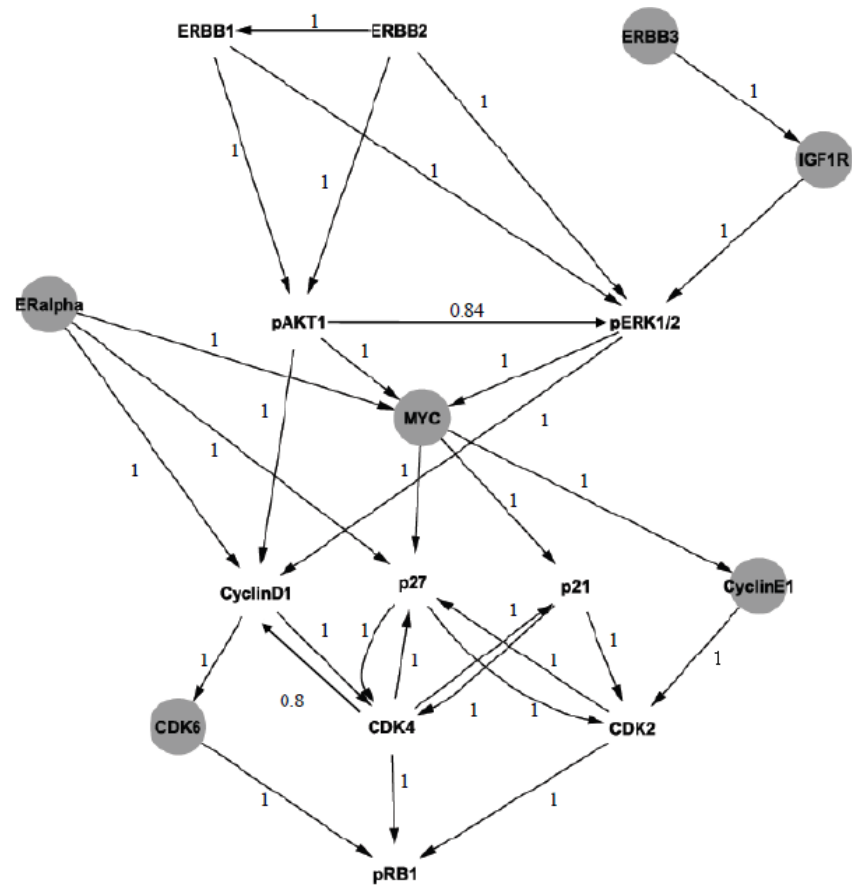 ERBB1 1 ERBB2 ERBB3
1 1
IGF1R
1 1 1
1
ERalpha
pAKT1 0.84 pERK1/2
1 1 1
MYC
1 1
1 1 1 1
1
CyclinD1 p27 p21 CyclinE1
1 1 1 1
1 1 1 1
0.8 1 1
CDK6 CDK4 CDK2
1 1 1
pRB1